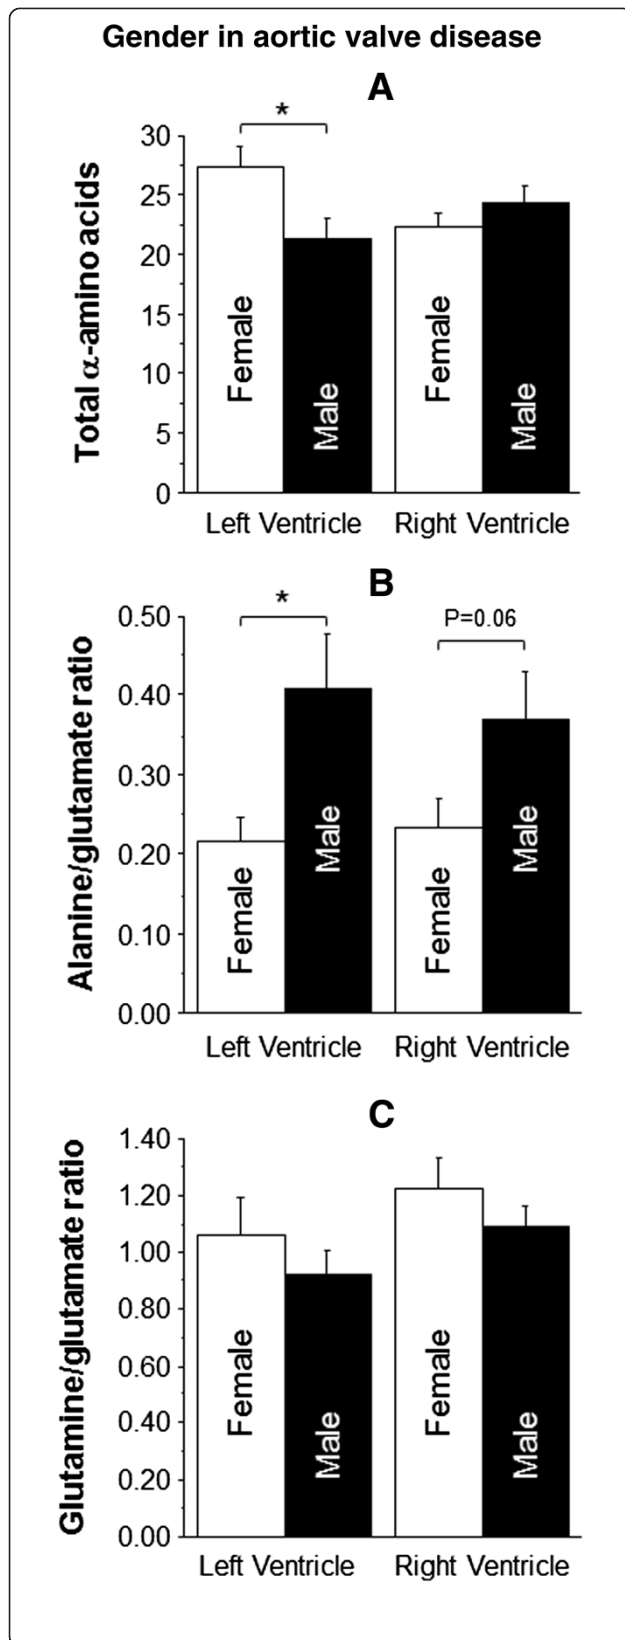 Gender in aortic valve disease
A
Total α-amino acids
30
25
20
15
10
5
0
*
Female
Male
Female
Male
Left Ventricle
Right Ventricle
B
Alanine/glutamate ratio
0.50
0.40
0.30
0.20
0.10
0.00
*
P=0.06
Female
Male
Female
Male
Left Ventricle
Right Ventricle
C
Glutamine/glutamate ratio
1.40
1.20
1.00
0.80
0.60
0.40
0.20
0.00
Female
Male
Female
Male
Left Ventricle
Right Ventricle